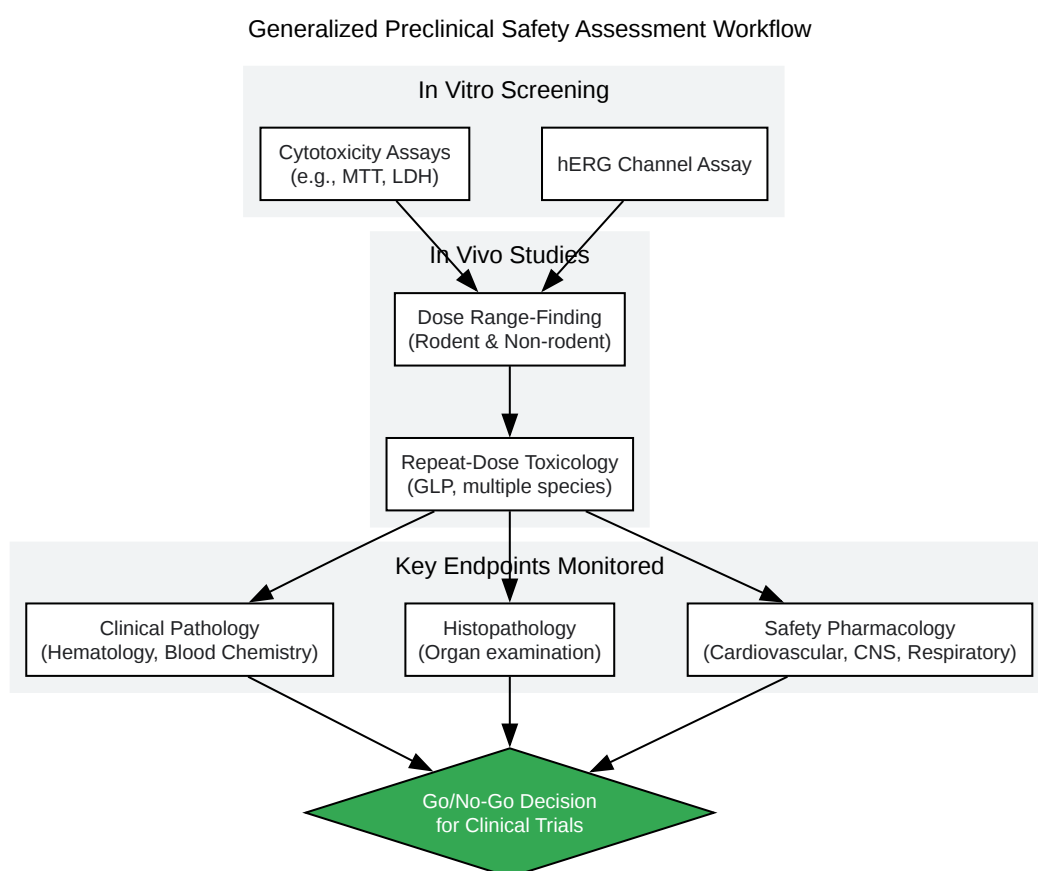 Generalized Preclinical Safety Assessment Workflow
In Vitro Screening
Cytotoxicity Assays
(e.g., MTT, LDH)
hERG Channel Assay
In Vivo Studies
Dose Range-Finding
(Rodent & Non-rodent)
Repeat-Dose Toxicology
(GLP, multiple species)
Key Endpoints Monitored
Clinical Pathology
(Hematology, Blood Chemistry)
Histopathology
(Organ examination)
Safety Pharmacology
(Cardiovascular, CNS, Respiratory)
Go/No-Go Decision
for Clinical Trials